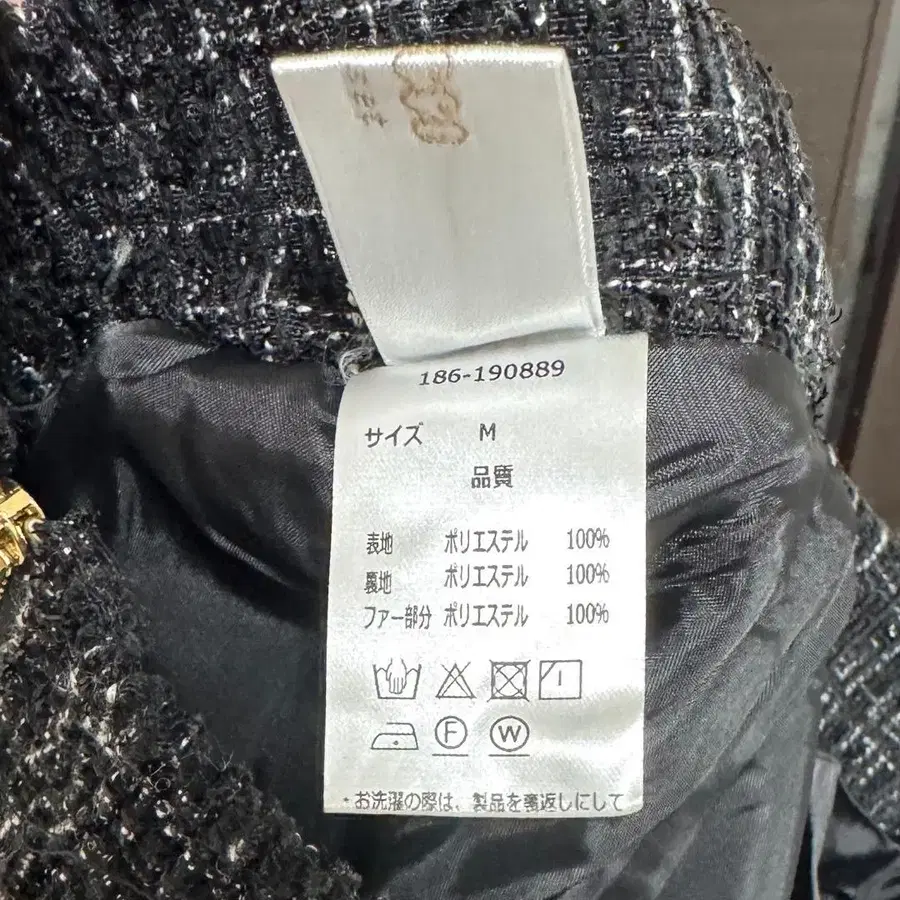 186-190889
サイズ M
品質
表地 ポリエステル 100%
裏地 ポリエステル 100%
ファー部分 ポリエステル 100%
F W
・お洗濯の際は、製品を裏返しにして